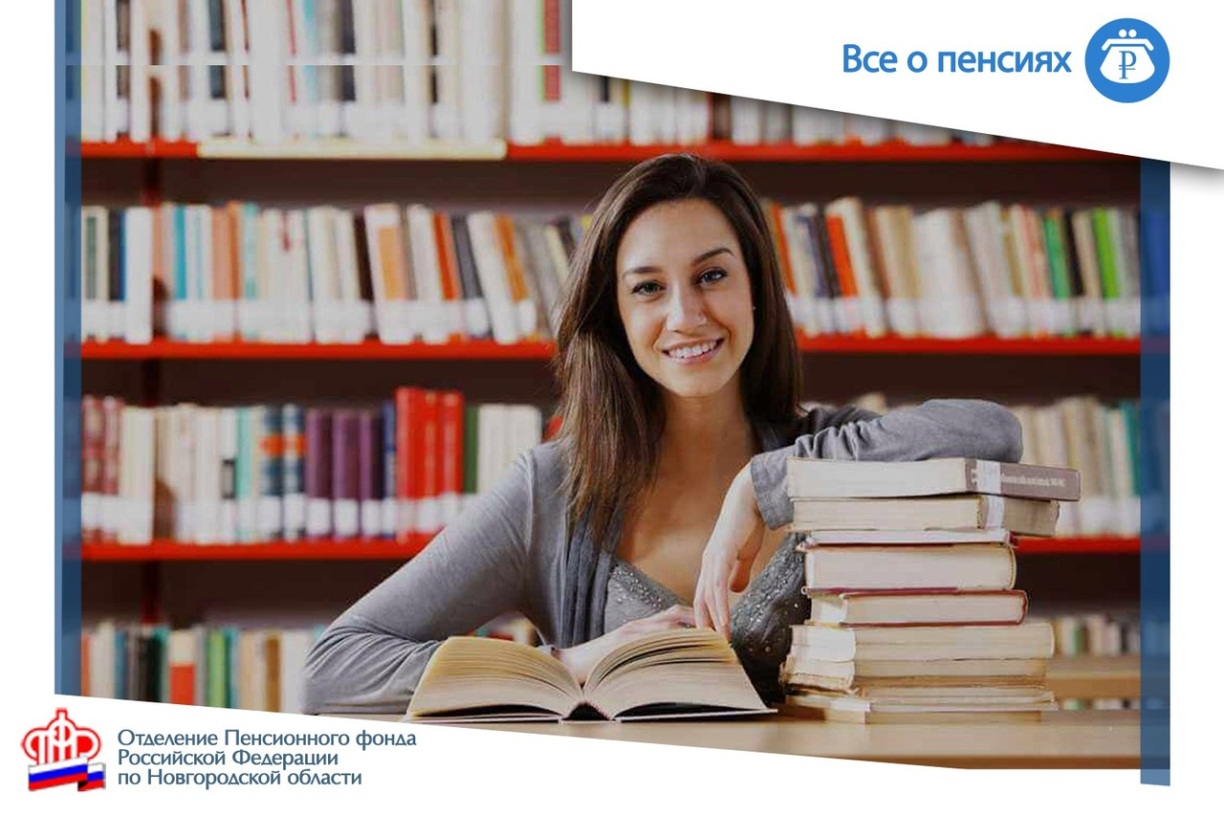 Все о пенсиях
Отделение Пенсионного фонда
Российской Федерации
по Новгородской области